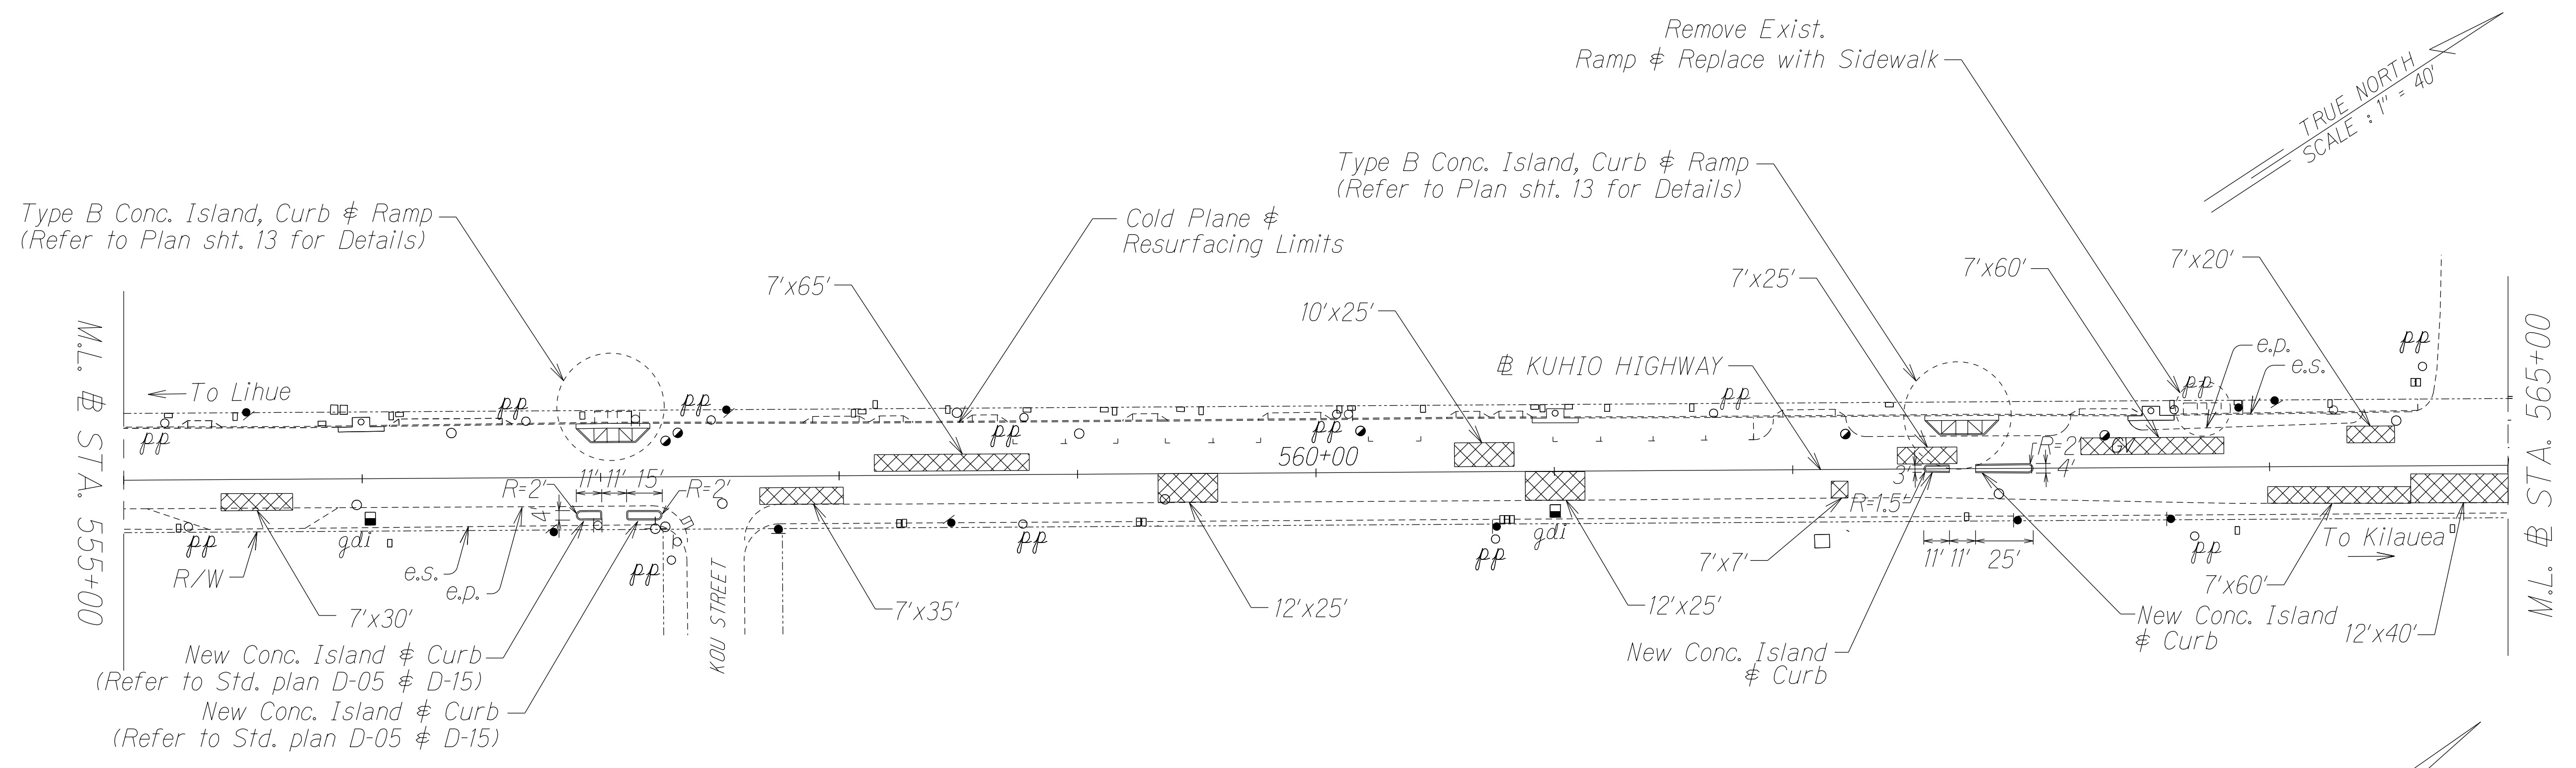 Remove Exist.
Ramp & Replace with Sidewalk
TRUE NORTH
SCALE : 1" = 40'
Type B Conc. Island, Curb & Ramp
(Refer to Plan sht. 13 for Details)
Type B Conc. Island, Curb & Ramp
(Refer to Plan sht. 13 for Details)
Cold Plane &
Resurfacing Limits
7'x65'
10'x25'
7'x25'
7'x60'
7'x20'
M.L. B STA. 555+00
To Lihue
B KUHIO HIGHWAY
e.p.
e.s.
M.L. B STA. 565+00
pp
pp
pp
pp
pp
pp
pp
pp
pp
560+00
GV
R=2'
11'
11'
15'
R=2'
4'
3'
R=2'
4'
R=1.5'
pp
gdi
R/W
e.s.
e.p.
pp
KOU STREET
pp
pp
gdi
pp
To Kilauea
11'
11'
25'
7'x30'
7'x35'
12'x25'
12'x25'
7'x7'
7'x60'
12'x40'
New Conc. Island & Curb
(Refer to Std. plan D-05 & D-15)
New Conc. Island & Curb
(Refer to Std. plan D-05 & D-15)
New Conc. Island
& Curb
New Conc. Island
& Curb